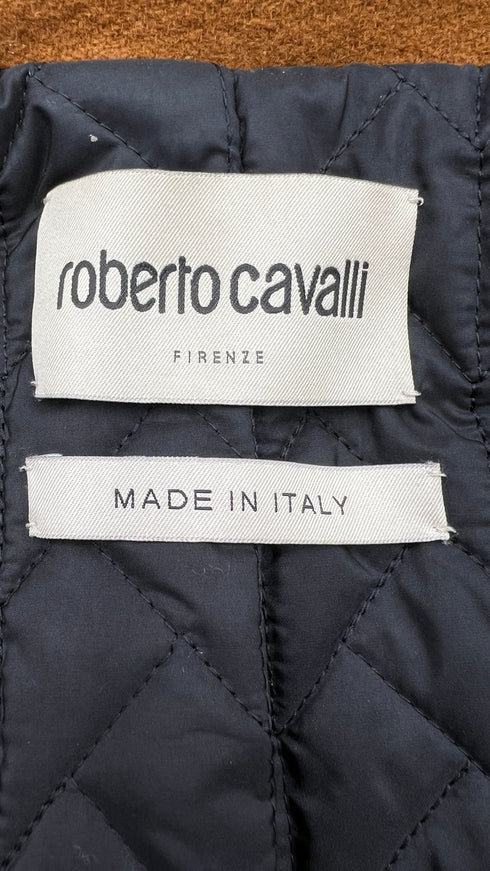 roberto cavalli
FIRENZE
MADE IN ITALY